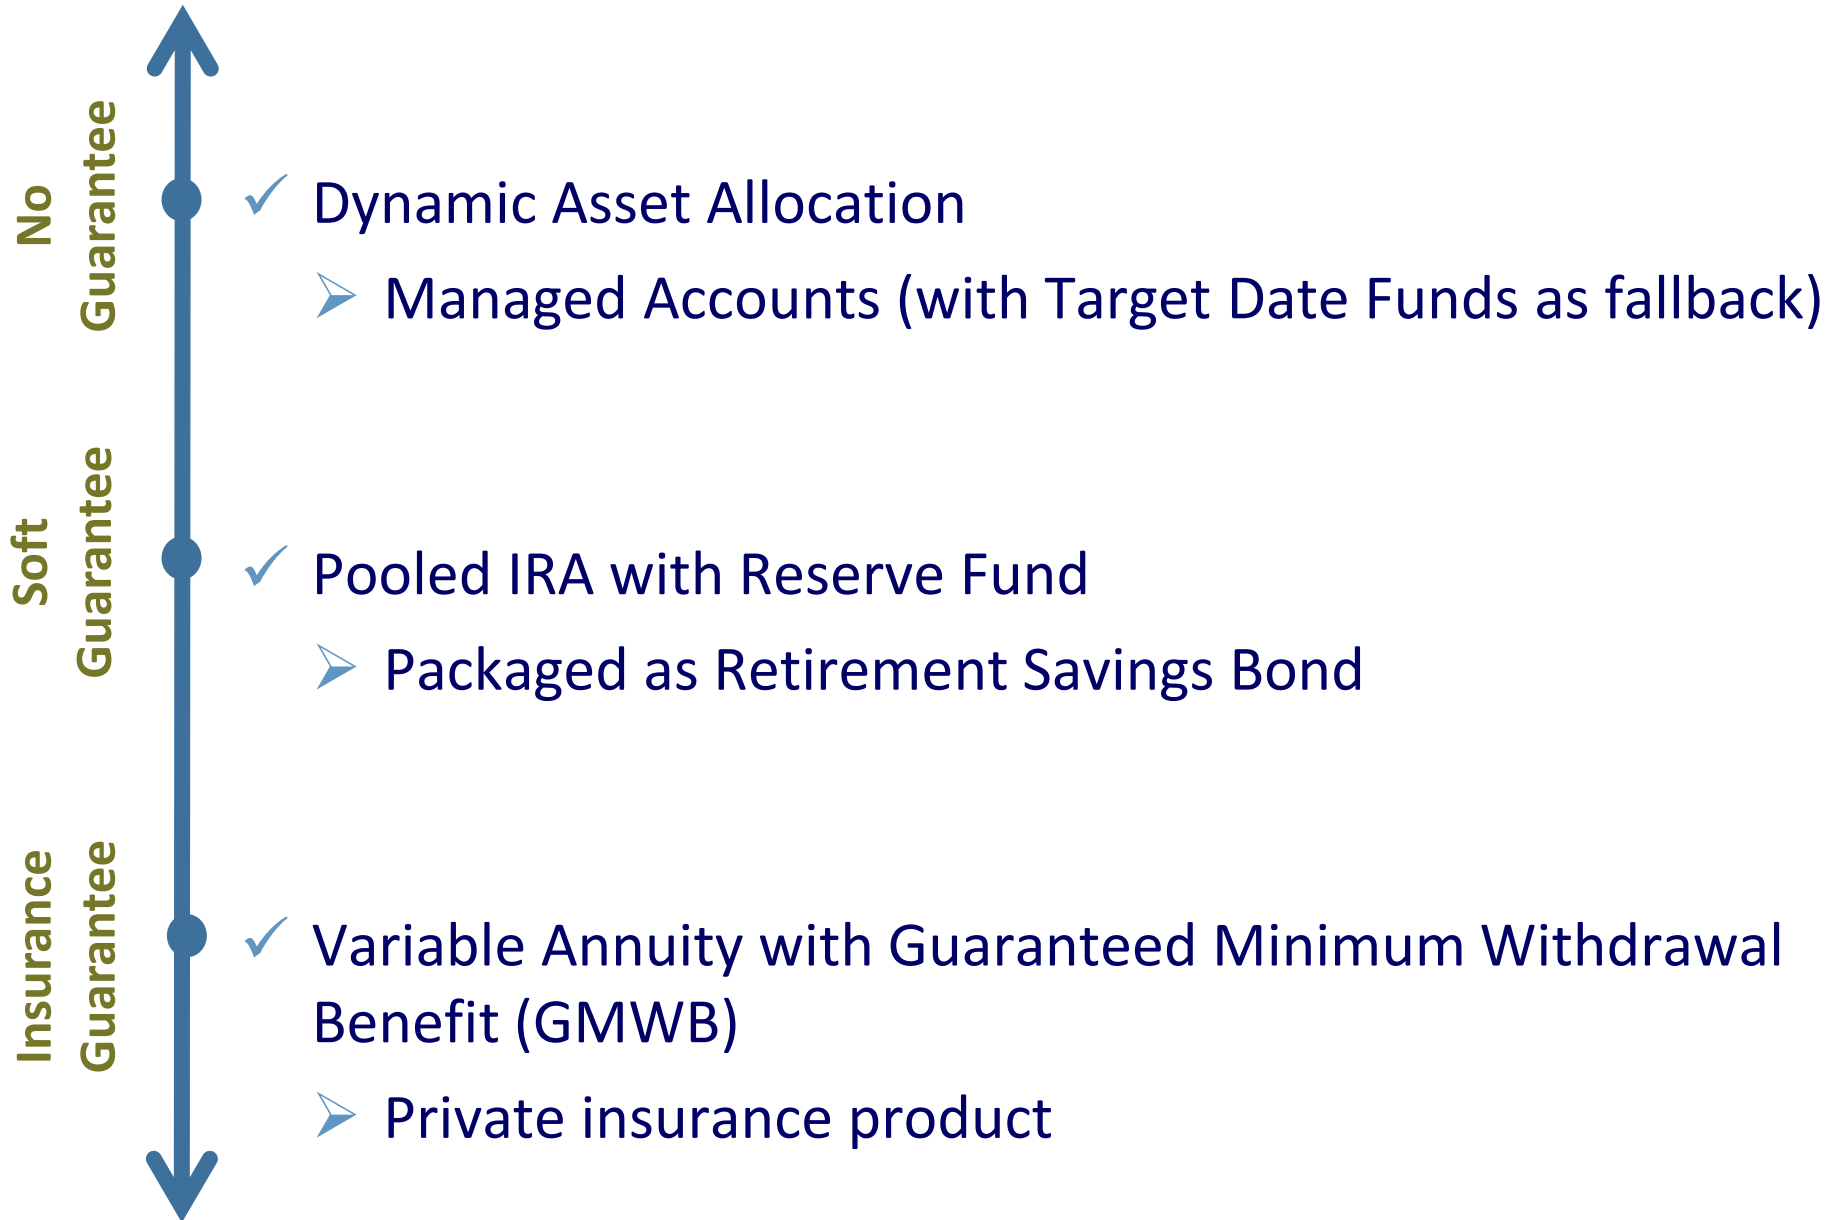 No
Guarantee
Dynamic Asset Allocation
Managed Accounts (with Target Date Funds as fallback)
Soft
Guarantee
Pooled IRA with Reserve Fund
Packaged as Retirement Savings Bond
Insurance
Guarantee
Variable Annuity with Guaranteed Minimum Withdrawal
Benefit (GMWB)
Private insurance product